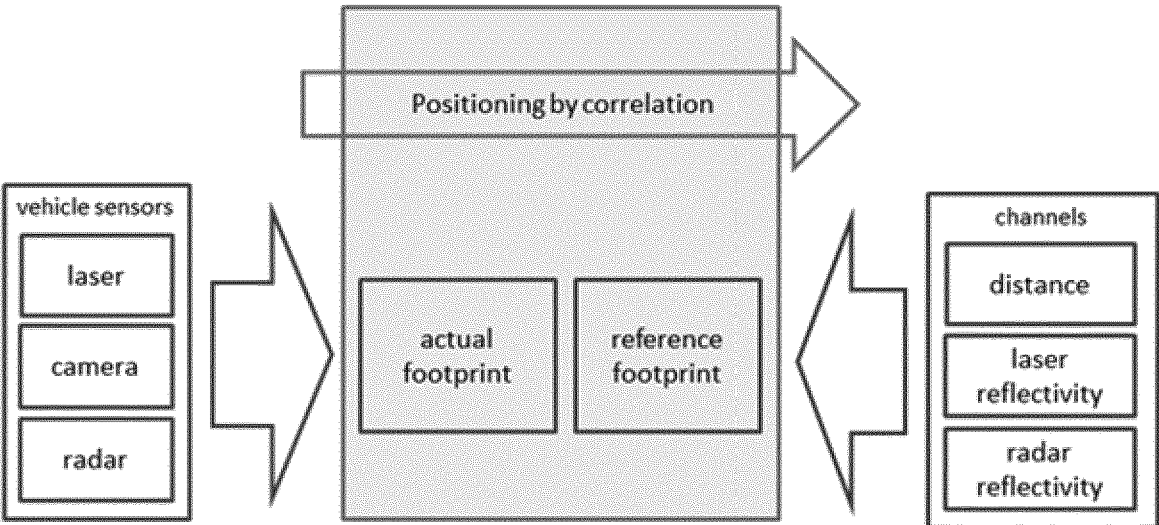 Positioning by correlation
vehicle sensors
laser
camera
radar
actual
footprint
reference
footprint
channels
distance
laser
reflectivity
radar
reflectivity